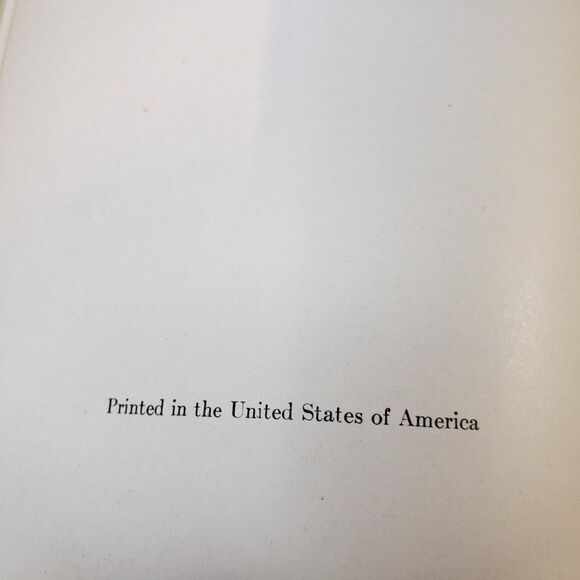 Printed in the United States of America